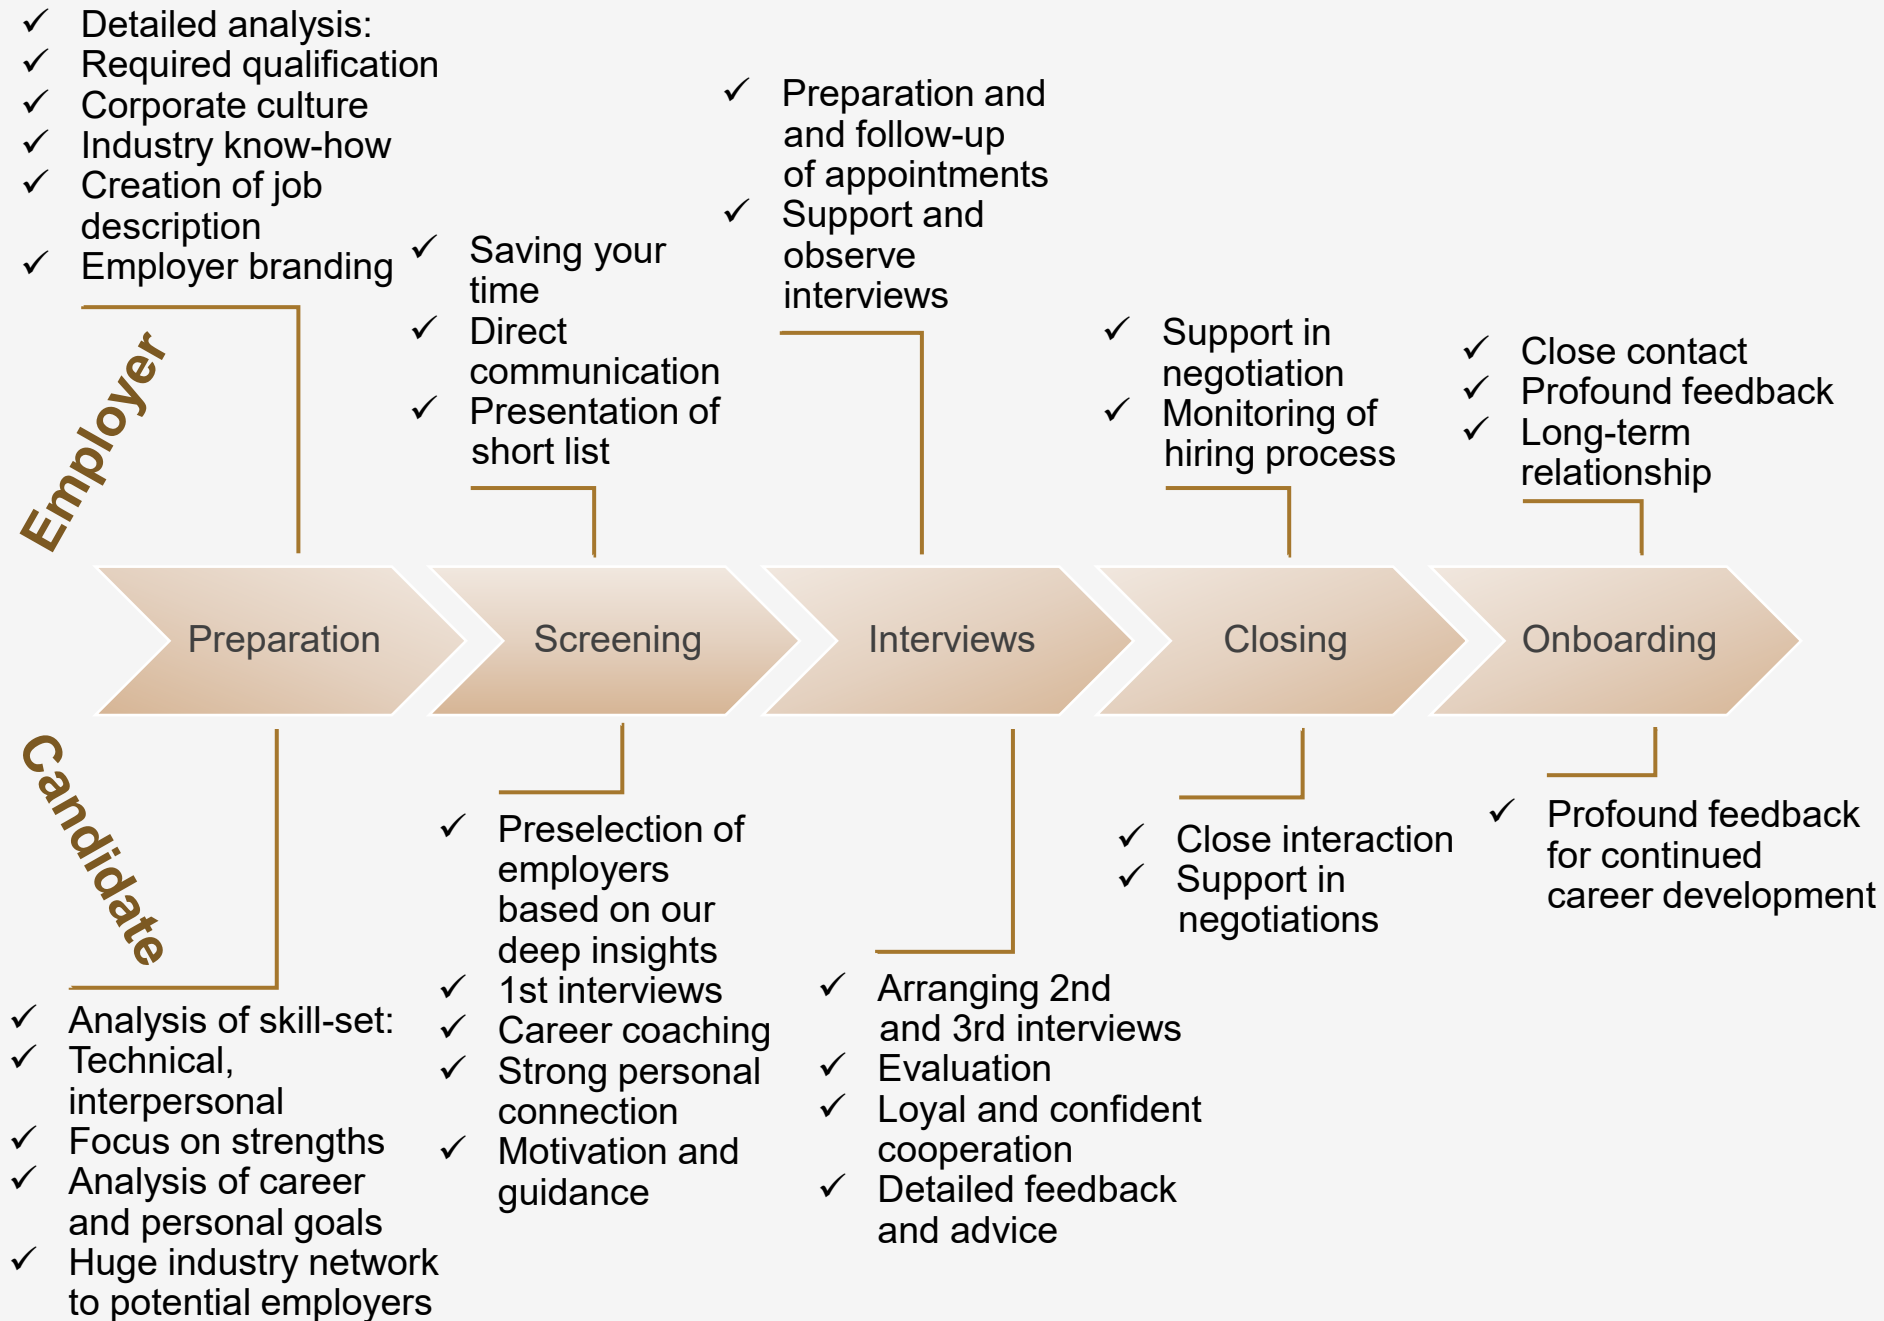 ✓ Detailed analysis:
✓ Required qualification
✓ Corporate culture
✓ Industry know-how
✓ Creation of job
description
✓ Employer branding
✓ Saving your
time
✓ Direct
communication
✓ Presentation of
short list
✓ Preparation and
and follow-up
of appointments
✓ Support and
observe
interviews
✓ Support in
negotiation
✓ Monitoring of
hiring process
✓ Close contact
✓ Profound feedback
✓ Long-term
relationship
Employer
Preparation
Screening
Interviews
Closing
Onboarding
Candidate
✓ Analysis of skill-set:
✓ Technical,
interpersonal
✓ Focus on strengths
✓ Analysis of career
and personal goals
✓ Huge industry network
to potential employers
✓ Preselection of
employers
based on our
deep insights
✓ 1st interviews
✓ Career coaching
✓ Strong personal
connection
✓ Motivation and
guidance
✓ Arranging 2nd
and 3rd interviews
✓ Evaluation
✓ Loyal and confident
cooperation
✓ Detailed feedback
and advice
✓ Close interaction
✓ Support in
negotiations
✓ Profound feedback
for continued
career development